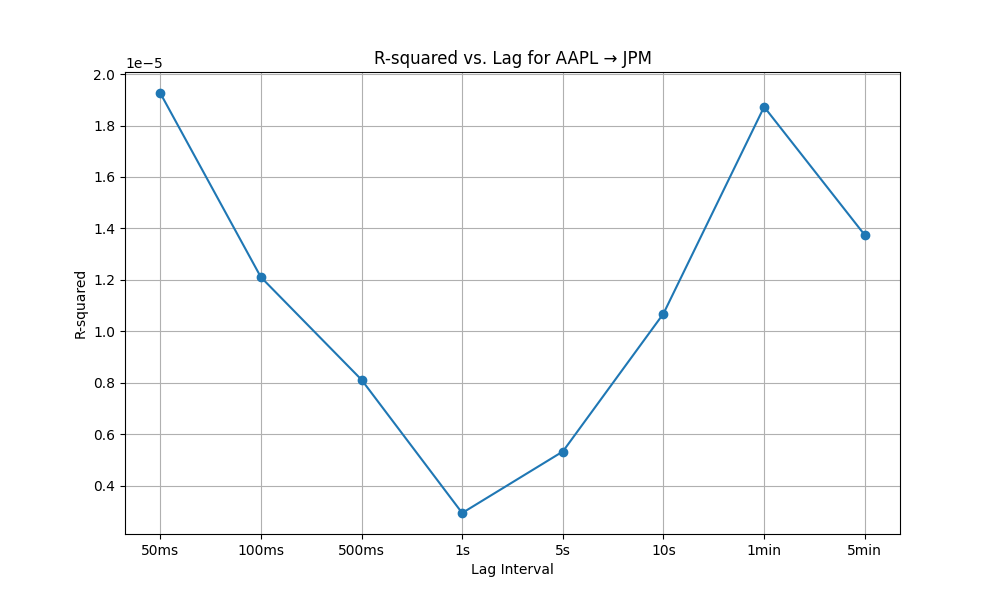 R-squared vs. Lag for AAPL → JPM
1e−5
2.0
1.8
1.6
1.4
1.2
1.0
0.8
0.6
0.4
R-squared
50ms 100ms 500ms 1s 5s 10s 1min 5min
Lag Interval